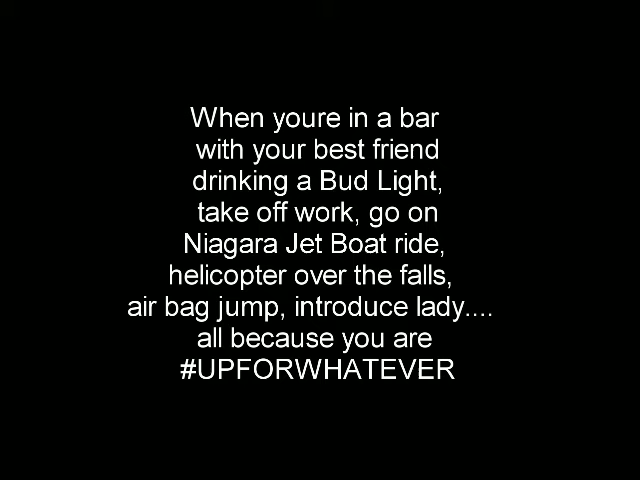 When youre in a bar
with your best friend
drinking a Bud Light,
take off work, go on
Niagara Jet Boat ride,
helicopter over the falls,
air bag jump, introduce lady....
all because you are
#UPFORWHATEVER